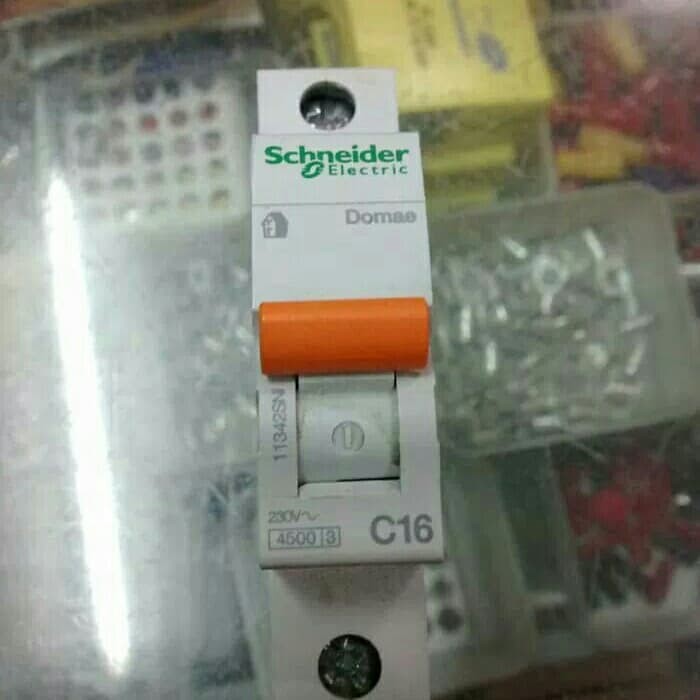 Schneider
Electric
Domae
11342SN
230V~
4500 3
C16